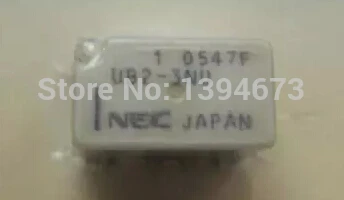 1 0547F
UB2-3NU
NEC JAPAN
Store No: 1394673